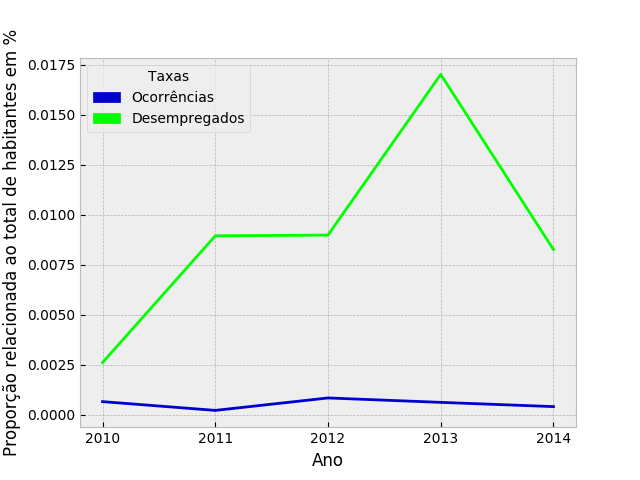 Proporção relacionada ao total de habitantes em %
0.0175
0.0150
0.0125
0.0100
0.0075
0.0050
0.0025
0.0000
Taxas
Ocorrências
Desempregados
2010 2011 2012 2013 2014
Ano